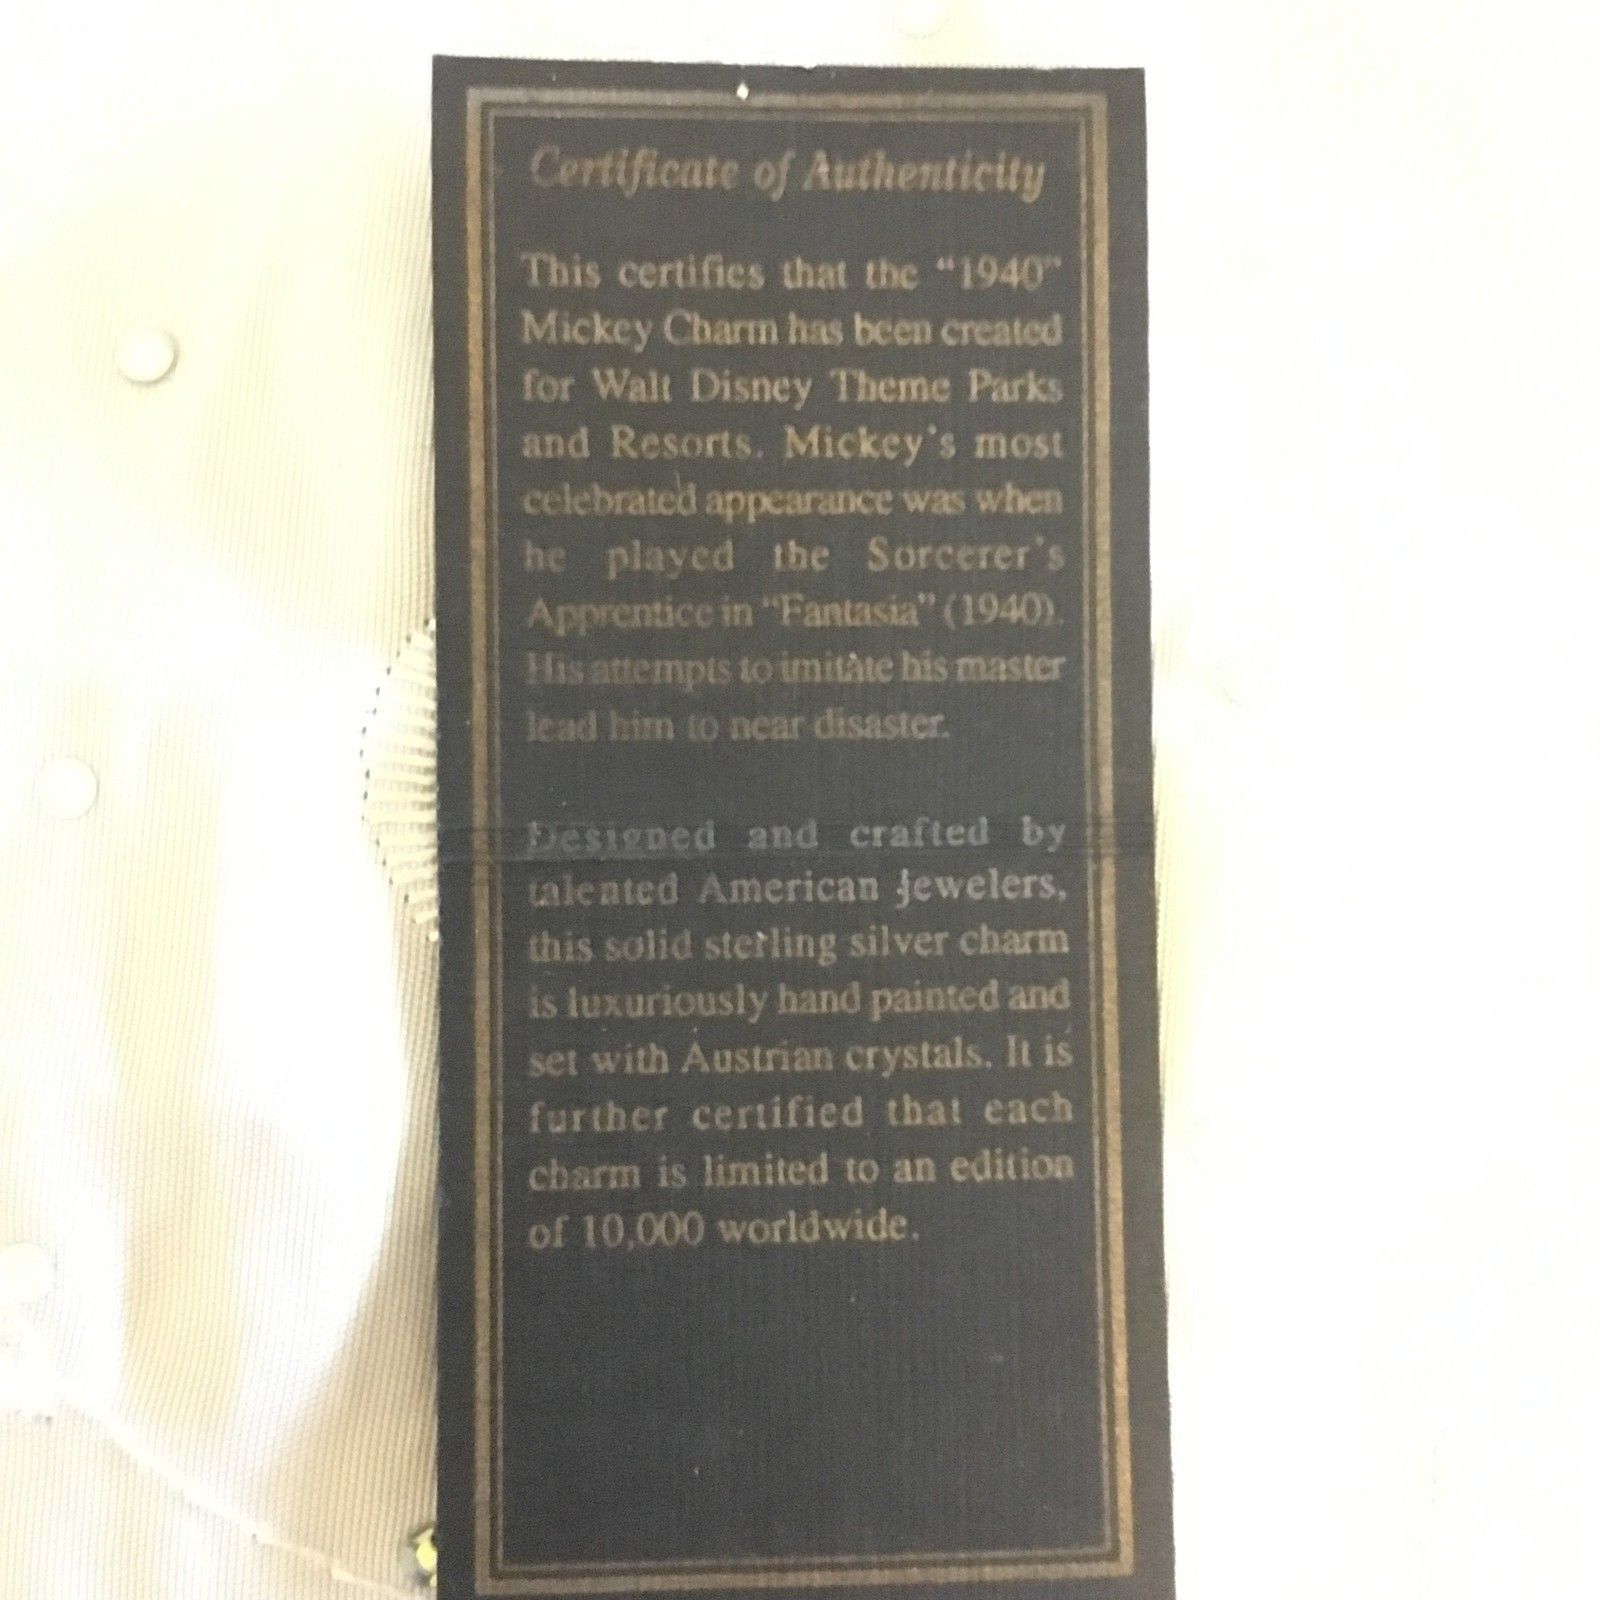 Certificate of Authenticity
This certifies that the “1940”
Mickey Charm has been created
for Walt Disney Theme Parks
and Resorts. Mickey's most
celebrated appearance was when
he played the Sorcerer's
Apprentice in “Fantasia” (1940).
His attempts to imitate his master
lead him to near disaster.
Designed and crafted by
talented American jewelers,
this solid sterling silver charm
is luxuriously hand painted and
set with Austrian crystals. It is
further certified that each
charm is limited to an edition
of 10,000 worldwide.